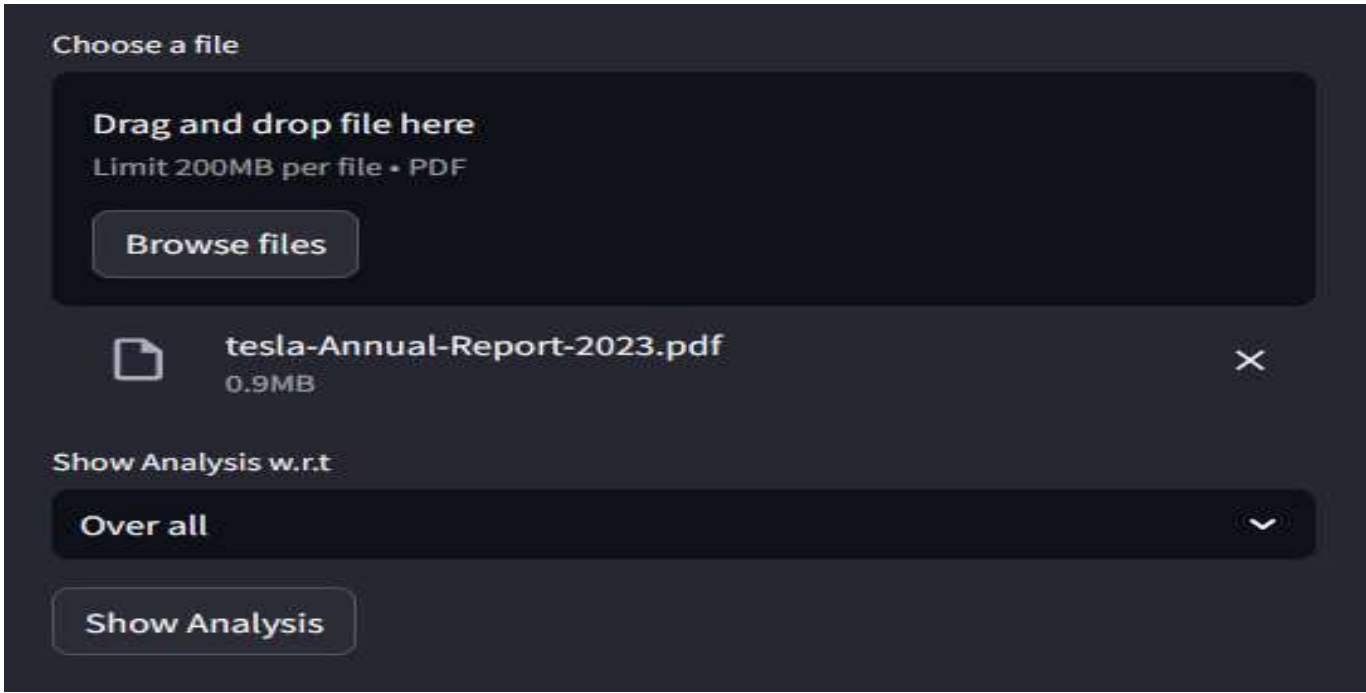 Choose a file
Drag and drop file here
Limit 200MB per file • PDF
Browse files
tesla-Annual-Report-2023.pdf
0.9MB
Show Analysis w.r.t
Over all
Show Analysis